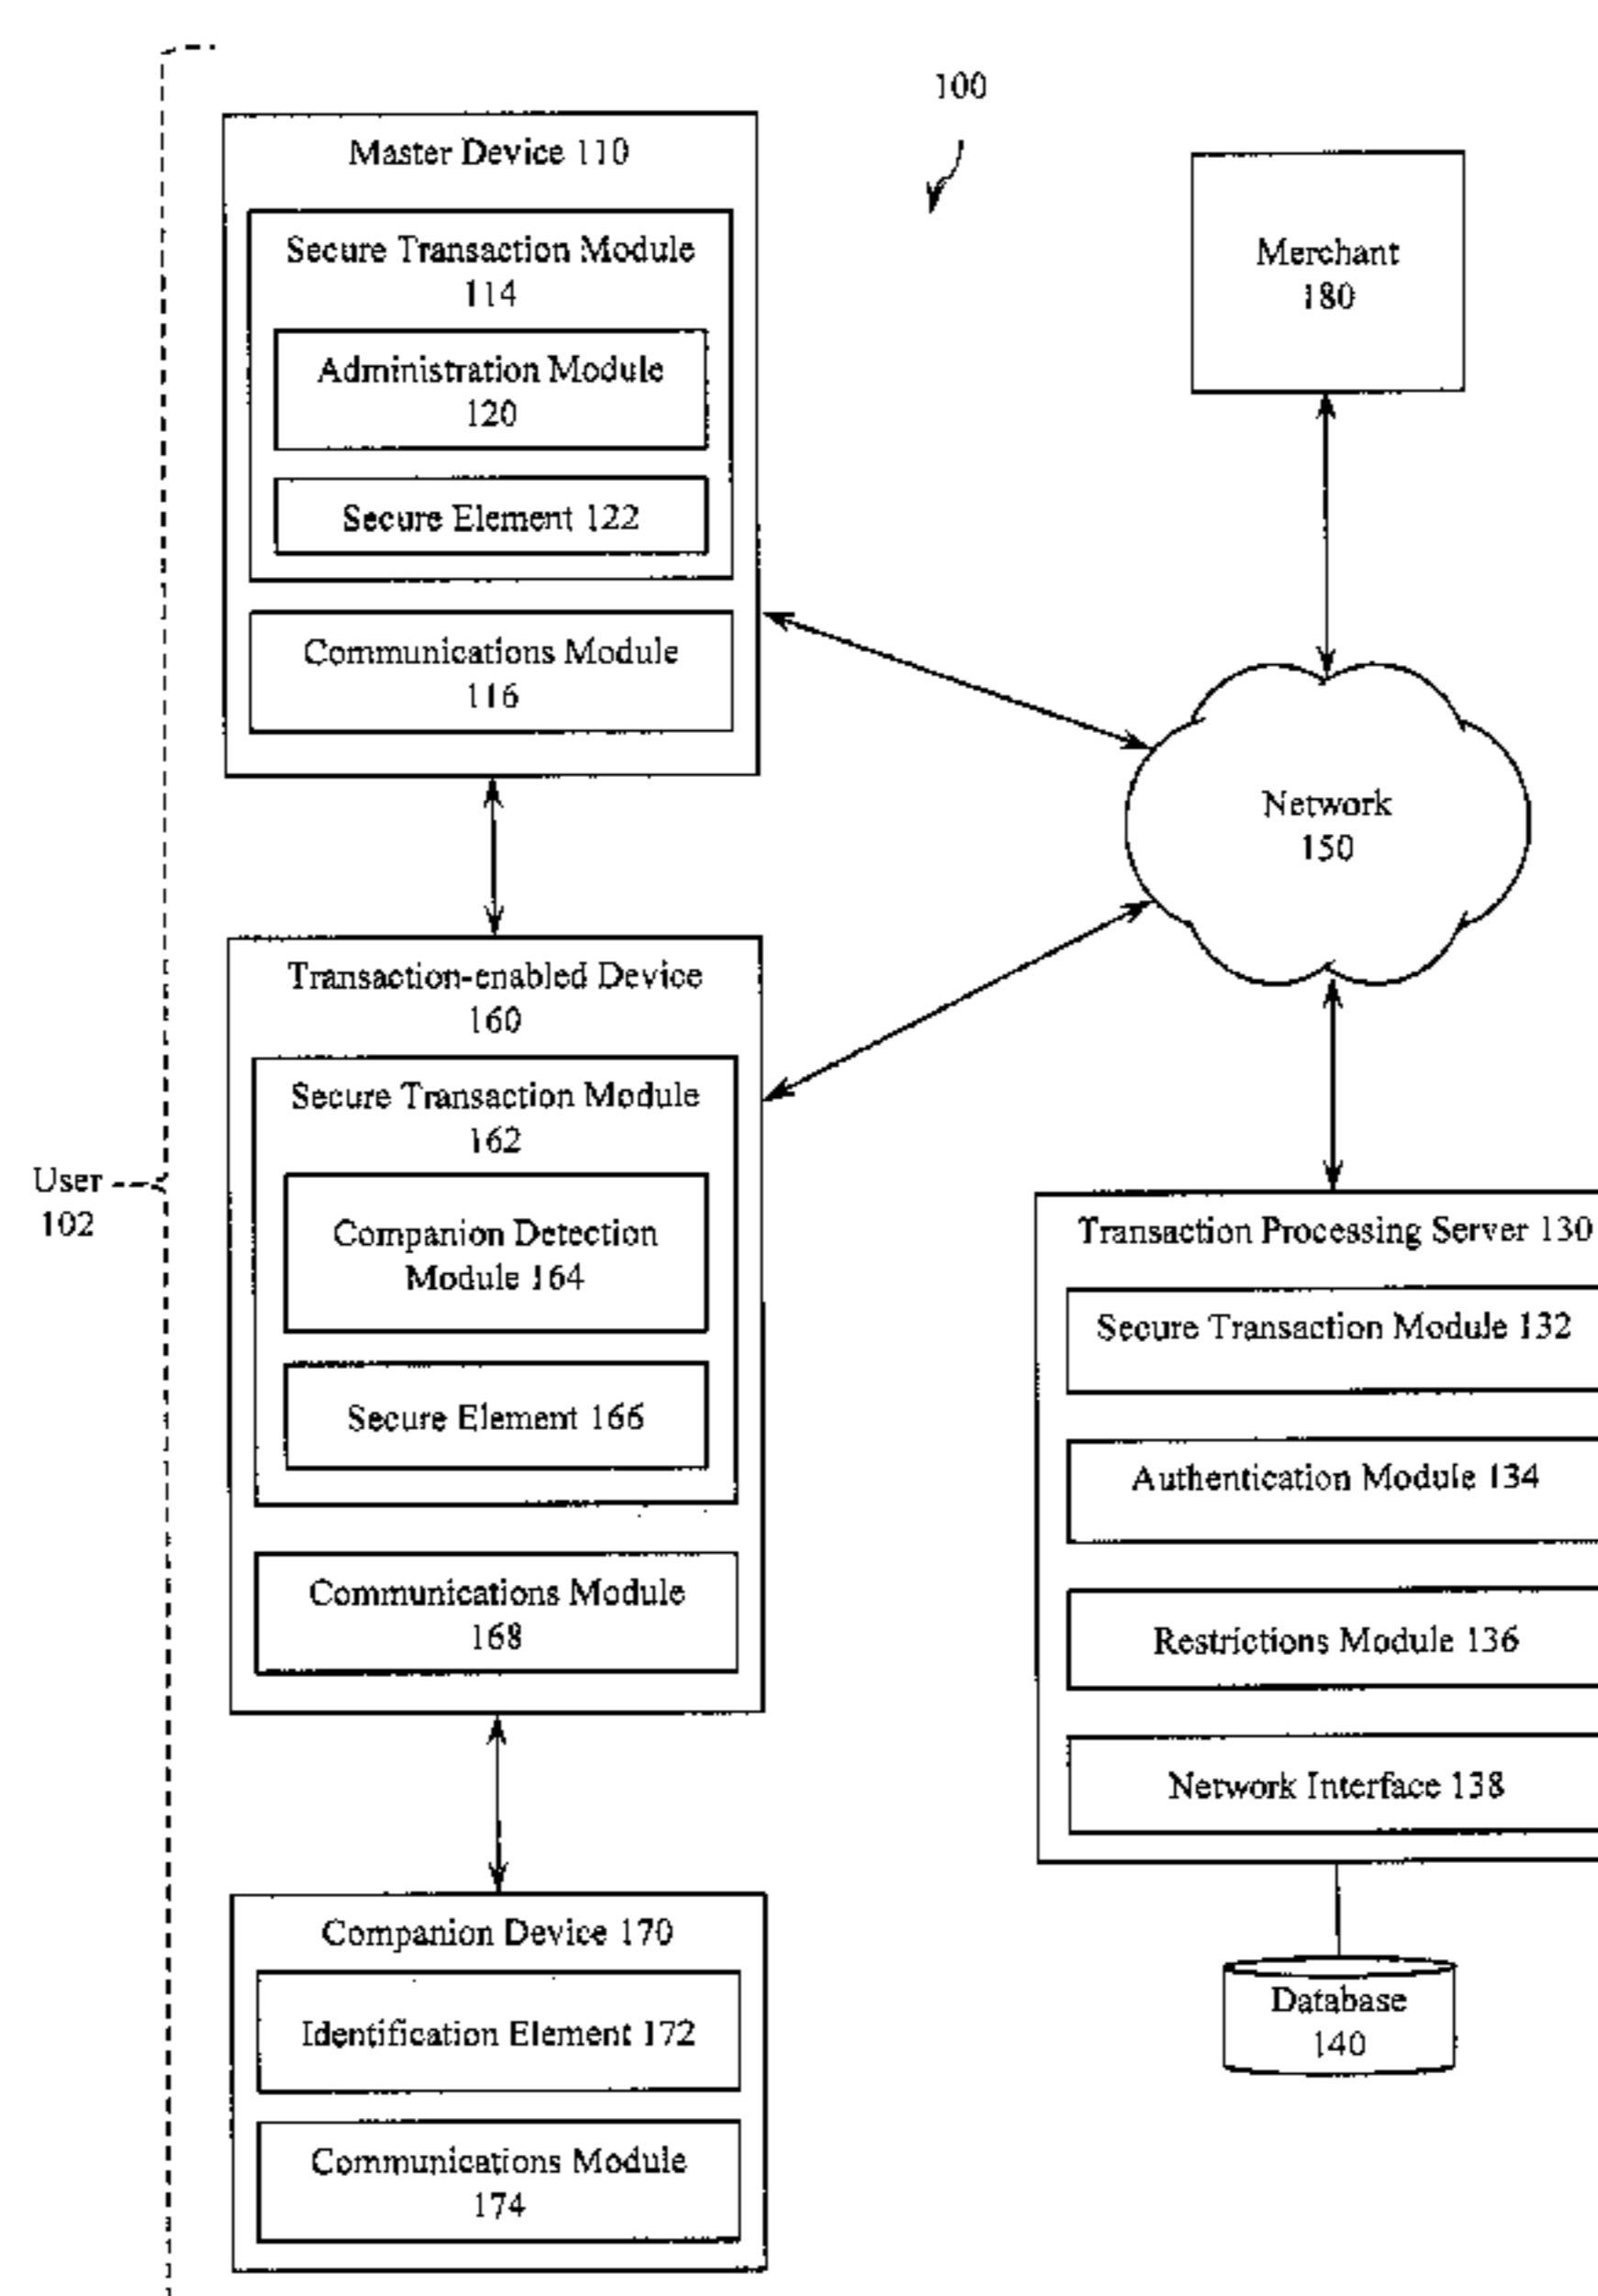 100
Master Device 110
Secure Transaction Module
114
Administration Module
120
Secure Element 122
Communications Module
116
Merchant
180
Network
150
Transaction-enabled Device
160
Secure Transaction Module
162
Companion Detection
Module 164
Secure Element 166
Communications Module
168
User
102
Transaction Processing Server 130
Secure Transaction Module 132
Authentication Module 134
Restrictions Module 136
Network Interface 138
Companion Device 170
Identification Element 172
Communications Module
174
Database
140